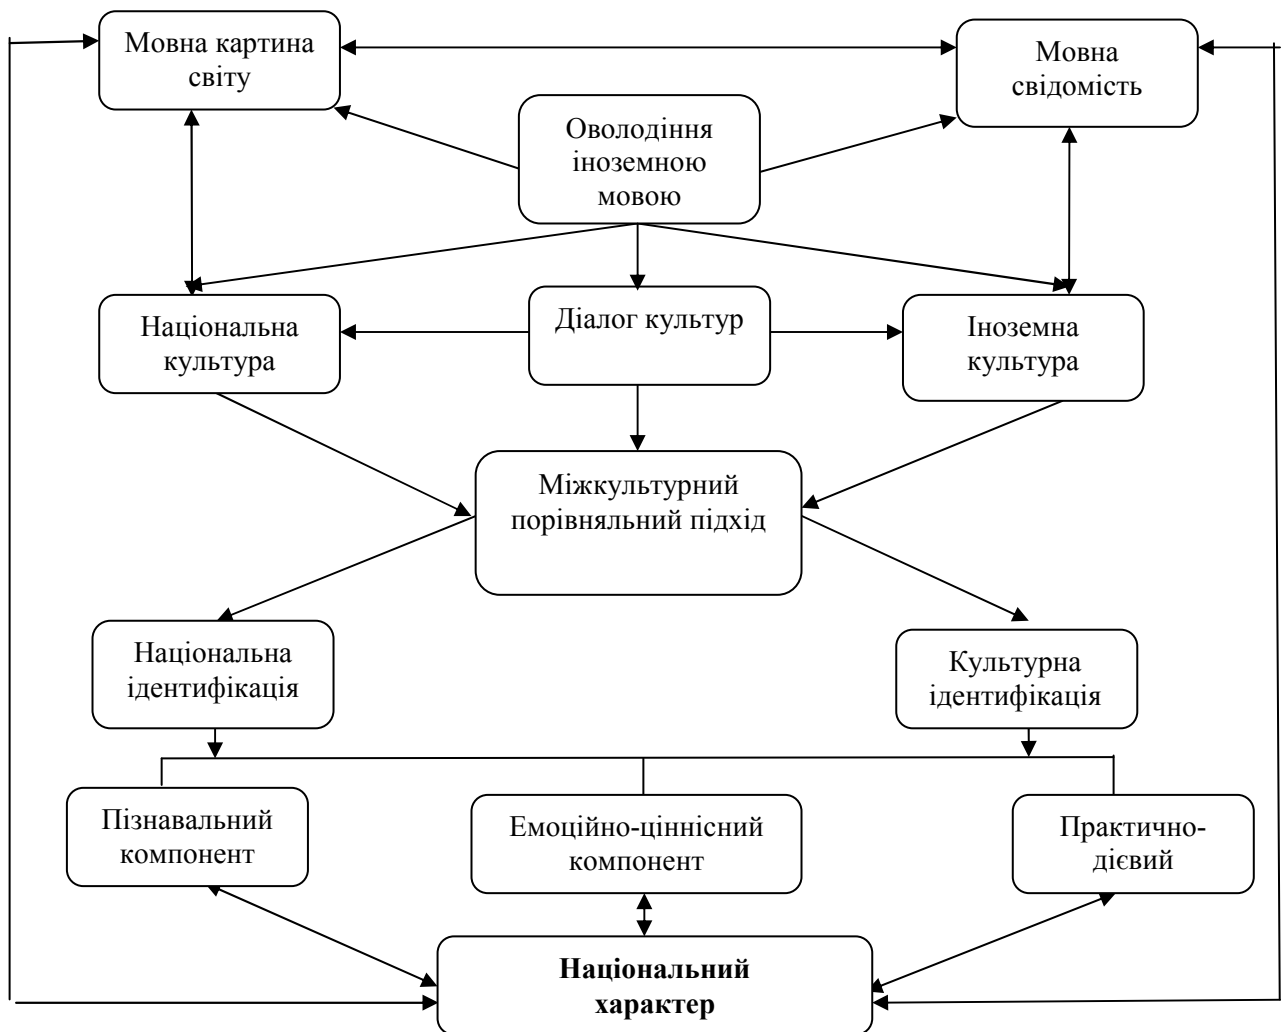 Мовна картина
світу
Мовна
свідомість
Оволодіння
іноземною
мовою
Національна
культура
Діалог культур
Іноземна
культура
Міжкультурний
порівняльний підхід
Національна
ідентифікація
Культурна
ідентифікація
Пізнавальний
компонент
Емоційно-ціннісний
компонент
Практично-
дієвий
Національний
характер